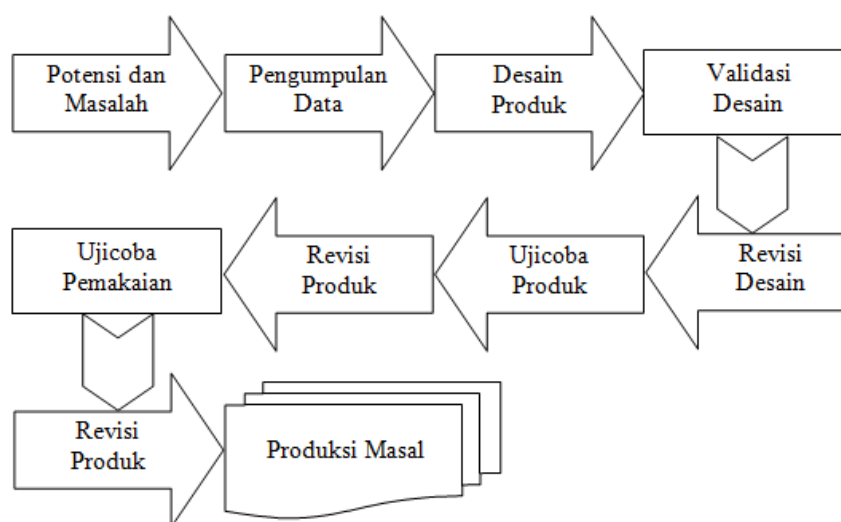 Potensi dan
Masalah
Pengumpulan
Data
Desain
Produk
Validasi
Desain
Revisi
Desain
Ujicoba
Produk
Revisi
Produk
Ujicoba
Pemakaian
Revisi
Produk
Produksi Masal